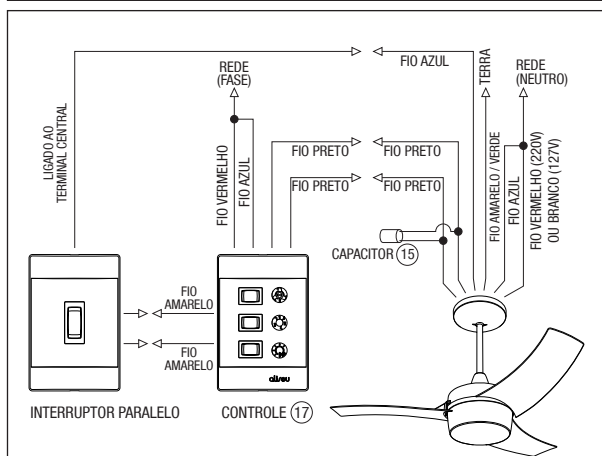 REDE
(FASE)
FIO AZUL
TERRA
REDE
(NEUTRO)
LIGADO AO
TERMINAL CENTRAL
FIO VERMELHO
FIO AZUL
FIO PRETO
FIO PRETO
FIO PRETO
FIO PRETO
FIO AMARELO / VERDE
FIO AZUL
FIO VERMELHO (220V)
OU BRANCO (127V)
CAPACITOR 15
FIO
AMARELO
FIO
AMARELO
aliseu
INTERRUPTOR PARALELO
CONTROLE 17